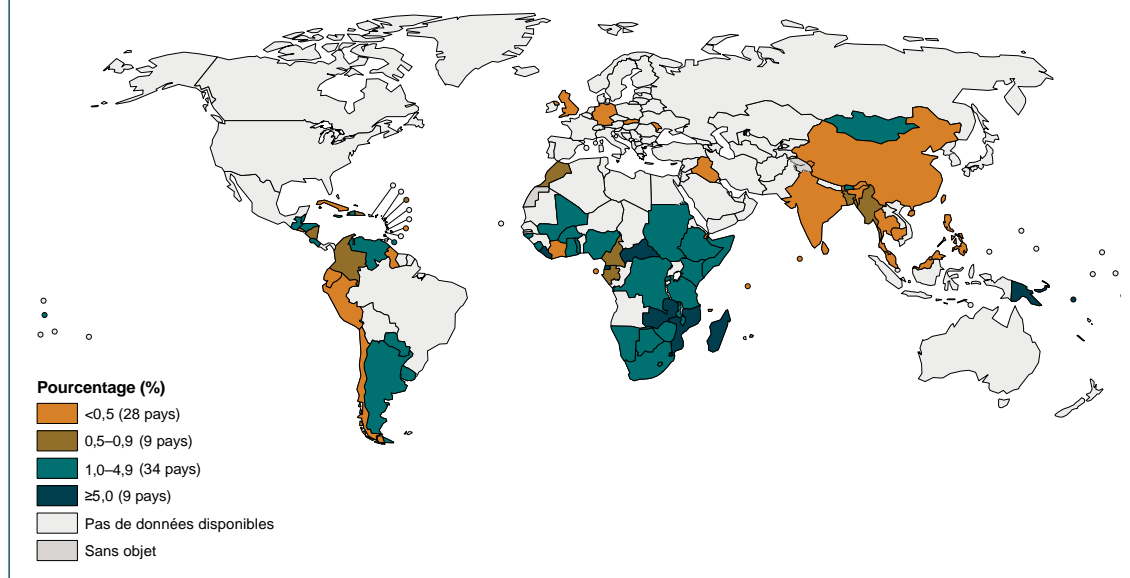 Pourcentage (%)
<0,5 (28 pays)
0,5–0,9 (9 pays)
1,0–4,9 (34 pays)
≥5,0 (9 pays)
Pas de données disponibles
Sans objet